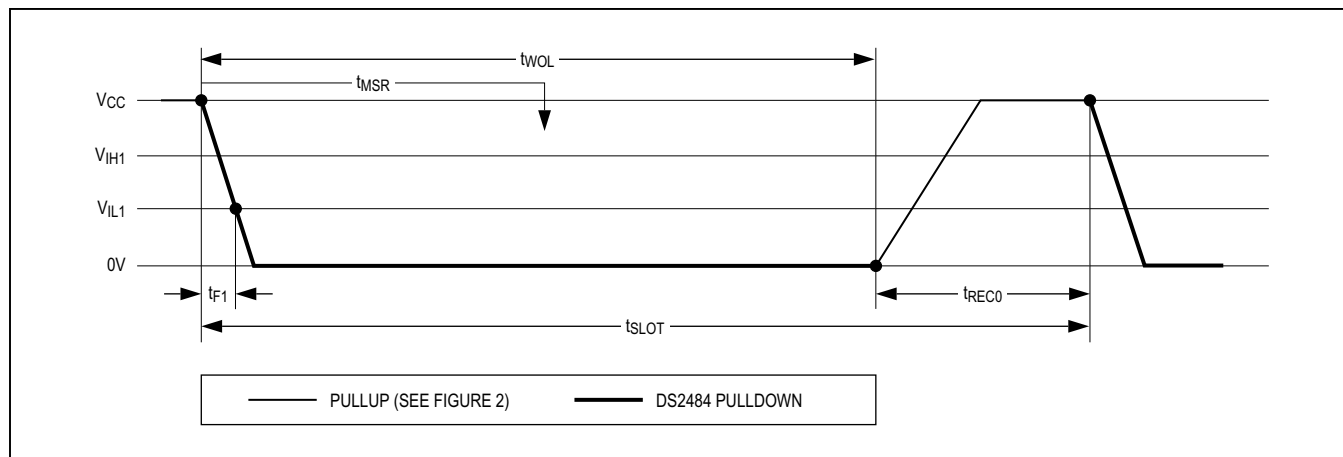 tWOL
tMSR
VCC
VIH1
VIL1
0V
tF1
tREC0
tSLOT
PULLUP (SEE FIGURE 2)
DS2484 PULLDOWN